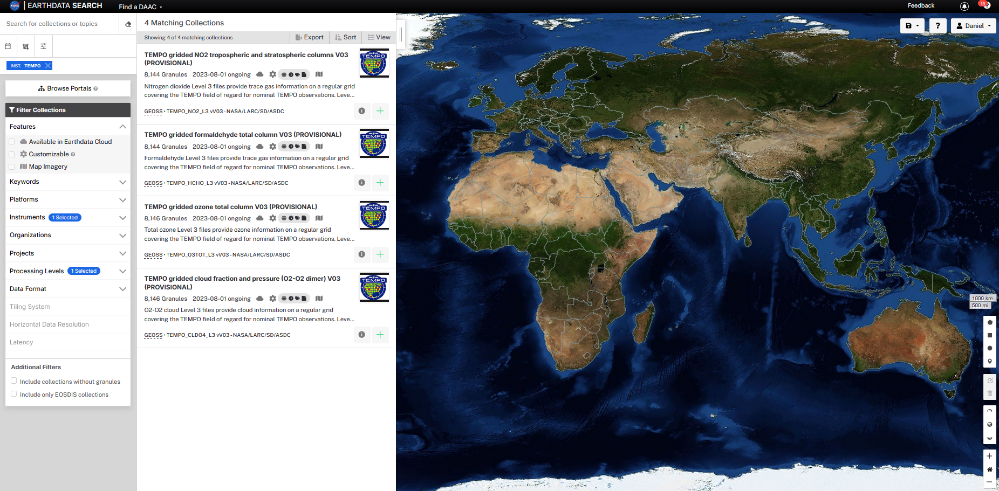 EARTHDATA SEARCH
Find a DAAC
Feedback
13
Search for collections or topics
INST. TEMPO
Browse Portals
Filter Collections
Features
Available in Earthdata Cloud
Customizable
Map Imagery
Keywords
Platforms
Instruments 1 Selected
Organizations
Projects
Processing Levels 1 Selected
Data Format
Tiling System
Horizontal Data Resolution
Latency
Additional Filters
Include collections without granules
Include only EOSDIS collections
4 Matching Collections
Showing 4 of 4 matching collections
Export
Sort
View
TEMPO gridded NO2 tropospheric and stratospheric columns V03
(PROVISIONAL)
8,144 Granules 2023-08-01 ongoing
Nitrogen dioxide Level 3 files provide trace gas information on a regular grid
covering the TEMPO field of regard for nominal TEMPO observations. Leve...
GEOSS • TEMPO_NO2_L3 vV03 - NASA/LARC/SD/ASDC
TEMPO
TEMPO gridded formaldehyde total column V03 (PROVISIONAL)
8,144 Granules 2023-08-01 ongoing
Formaldehyde Level 3 files provide trace gas information on a regular grid
covering the TEMPO field of regard for nominal TEMPO observations. Leve...
GEOSS • TEMPO_HCHO_L3 vV03 - NASA/LARC/SD/ASDC
TEMPO
TEMPO gridded ozone total column V03 (PROVISIONAL)
8,146 Granules 2023-08-01 ongoing
Total ozone Level 3 files provide ozone information on a regular grid
covering the TEMPO field of regard for nominal TEMPO observations. Leve...
GEOSS • TEMPO_O3TOT_L3 vV03 - NASA/LARC/SD/ASDC
TEMPO
TEMPO gridded cloud fraction and pressure (O2-O2 dimer) V03
(PROVISIONAL)
8,146 Granules 2023-08-01 ongoing
O2-O2 cloud Level 3 files provide cloud information on a regular grid
covering the TEMPO field of regard for nominal TEMPO observations. Leve...
GEOSS • TEMPO_CLDO4_L3 vV03 - NASA/LARC/SD/ASDC
TEMPO
?
Daniel
1000 km
500 mi